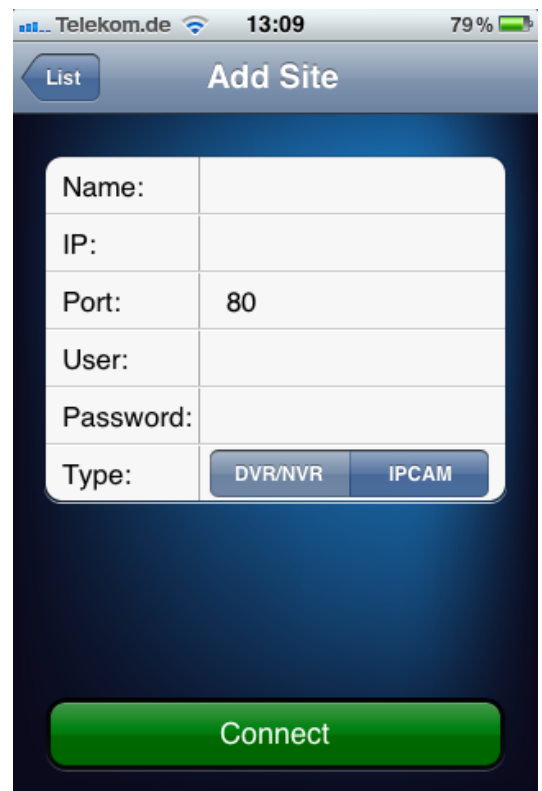 Telekom.de 13:09 79 %
List Add Site
Name:
IP:
Port: 80
User:
Password:
Type: DVR/NVR IPCAM
Connect